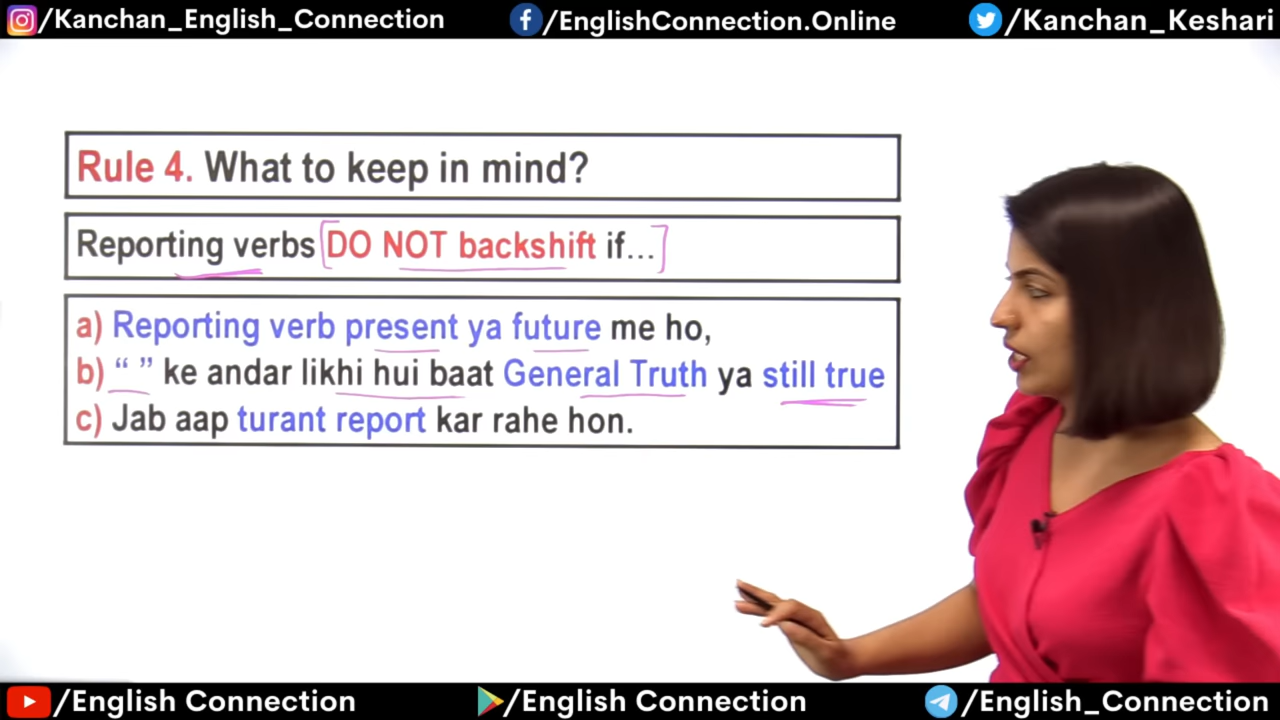 /Kanchan_English_Connection
/EnglishConnection.Online
/Kanchan_Keshari
Rule 4. What to keep in mind?
Reporting verbs [DO NOT backshift if...]
a) Reporting verb present ya future me ho,
b) “ ” ke andar likhi hui baat General Truth ya still true
c) Jab aap turant report kar rahe hon.
/English Connection
/English Connection
/English_Connection